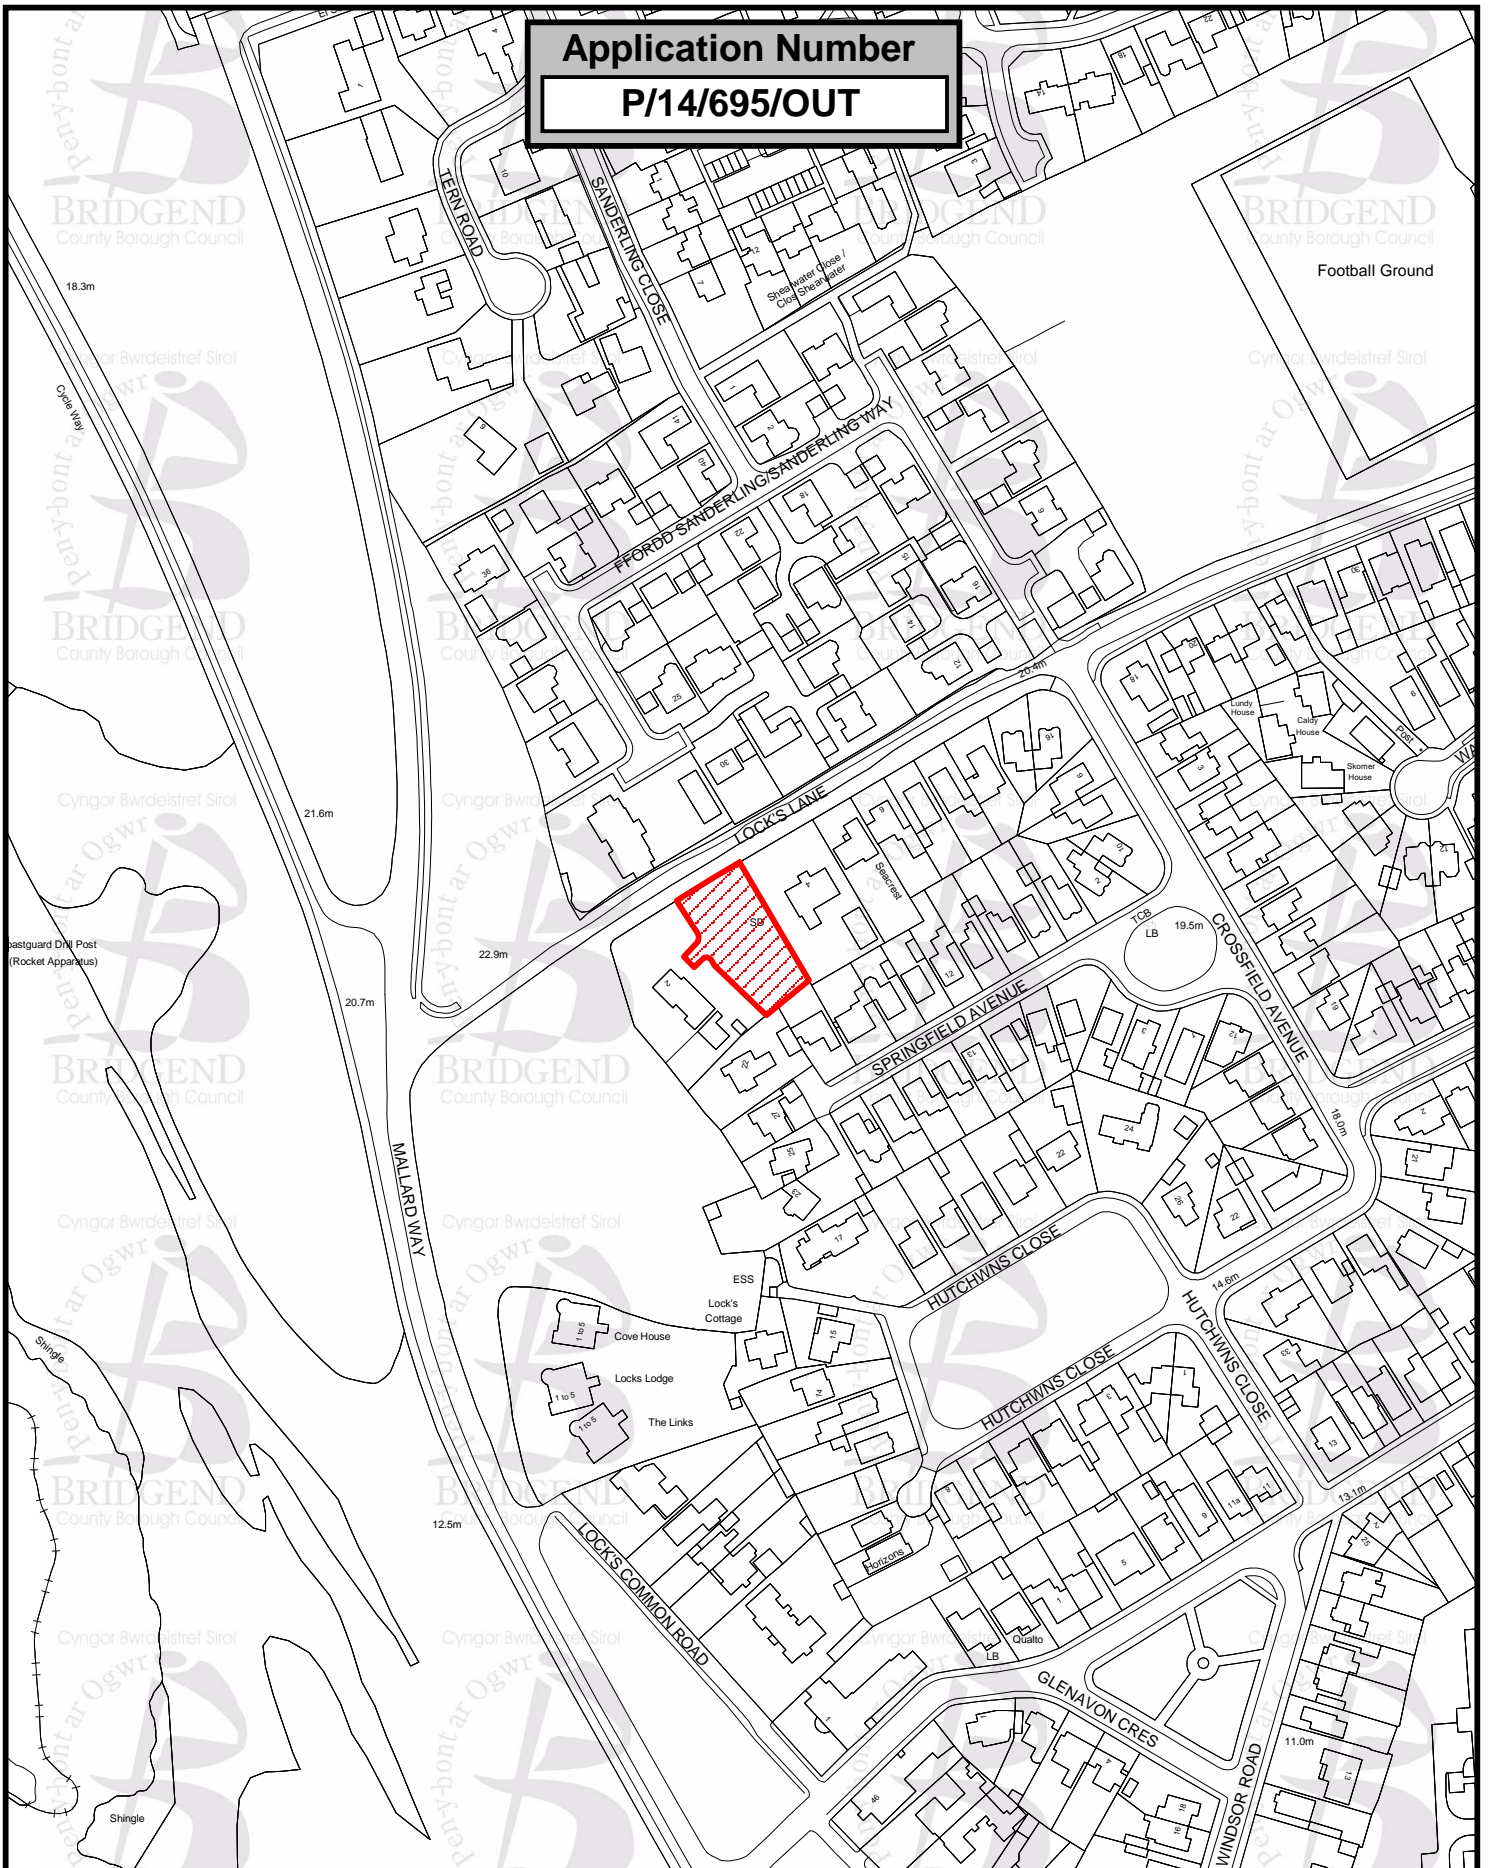 Application Number
P/14/695/OUT
TERN ROAD
SANDERLING CLOSE
Shearwater Close /
Clos Shearwater
Football Ground
18.3m
Cycle Way
FFORDD SANDERLING/SANDERLING WAY
20.4m
Lundy
House
Caldy
House
Skomer
House
Post
21.6m
LOCK'S LANE
Seacrest
22.9m
20.7m
(Rocket Apparatus)
TCB
LB
19.5m
CROSSFIELD AVENUE
SPRINGFIELD AVENUE
18.0m
MALLARD WAY
HUTCHWNS CLOSE
14.6m
HUTCHWNS CLOSE
HUTCHWNS CLOSE
ESS
Lock's
Cottage
Cove House
Locks Lodge
The Links
1 to 5
1 to 5
1 to 5
Shingle
12.5m
13.1m
LOCK'S COMMON ROAD
Horizons
Qualto
LB
GLENAVON CRES
WINDSOR ROAD
11.0m
Shingle
Cyngor Bwrdeistref Sirol
Pen-y-bont ar Ogwr
BRIDGEND
County Borough Council